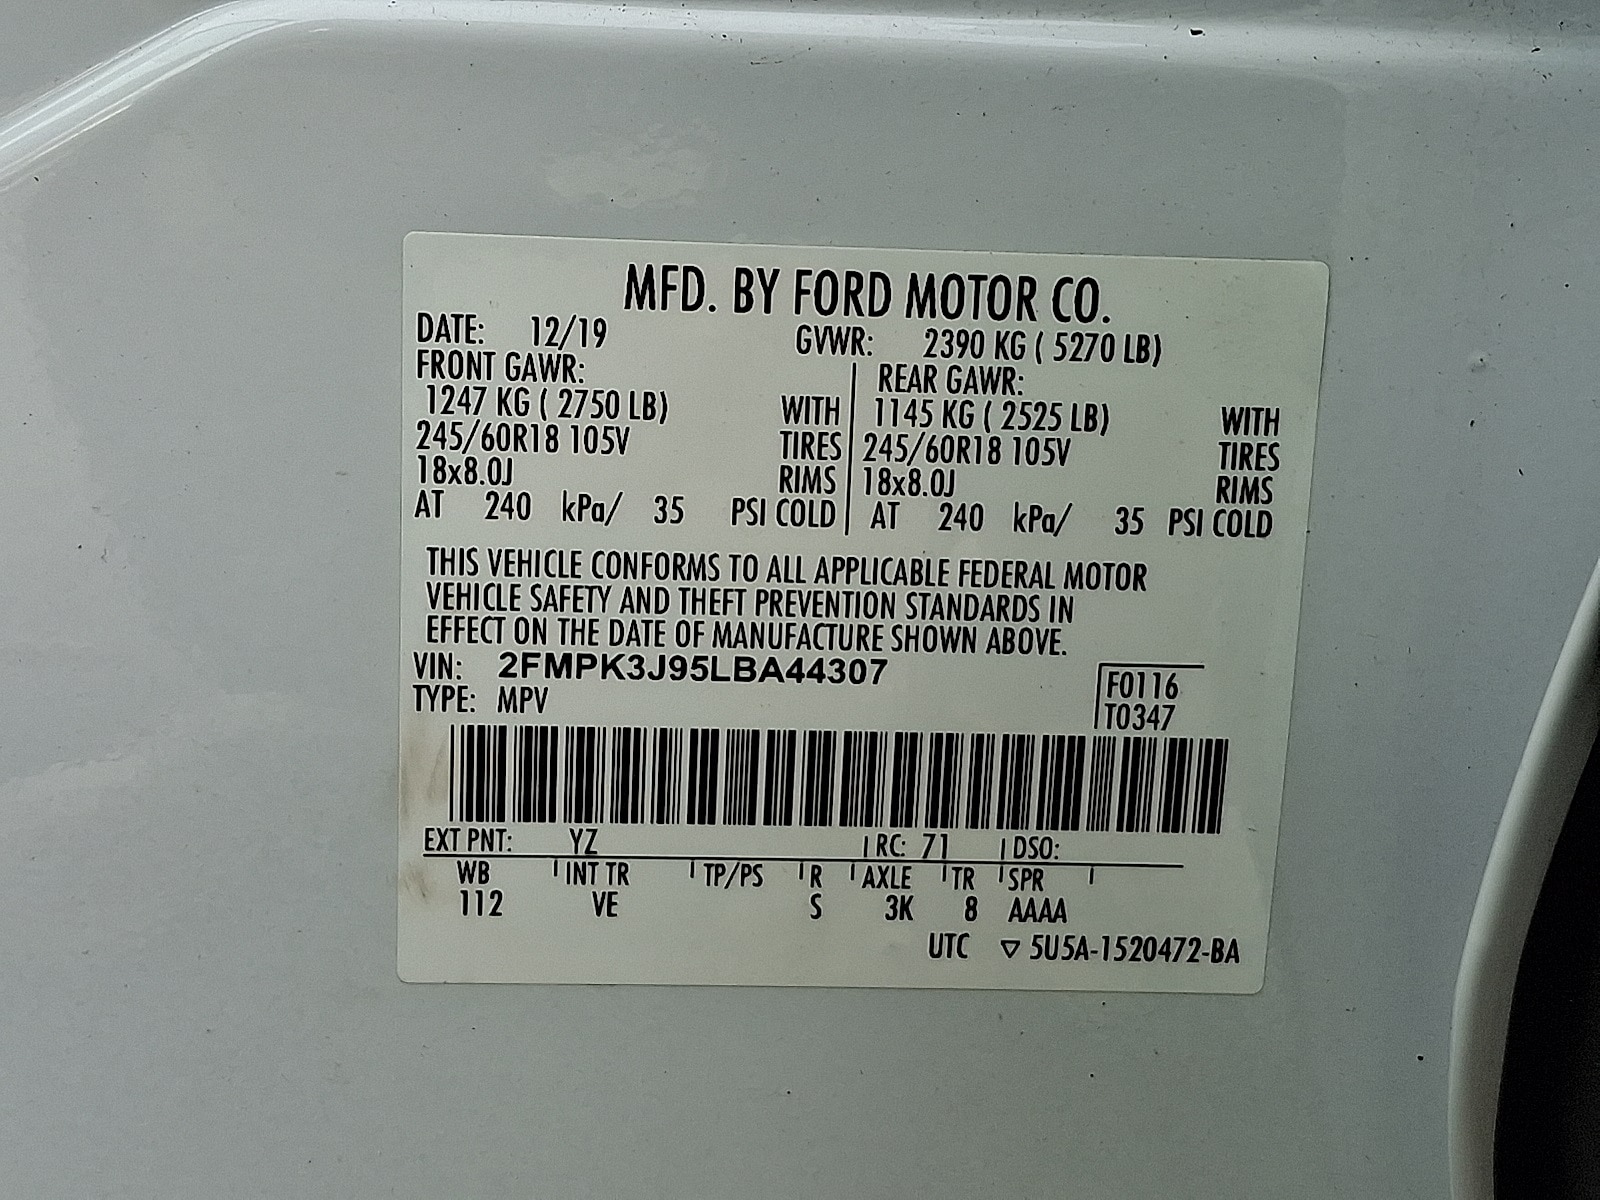 MFD. BY FORD MOTOR CO.
DATE: 12/19 GVWR: 2390 KG ( 5270 LB)
FRONT GAWR: REAR GAWR:
1247 KG ( 2750 LB) WITH 1145 KG ( 2525 LB) WITH
245/60R18 105V TIRES 245/60R18 105V TIRES
18x8.0J RIMS 18x8.0J RIMS
AT 240 kPa/ 35 PSI COLD AT 240 kPa/ 35 PSI COLD
THIS VEHICLE CONFORMS TO ALL APPLICABLE FEDERAL MOTOR
VEHICLE SAFETY AND THEFT PREVENTION STANDARDS IN
EFFECT ON THE DATE OF MANUFACTURE SHOWN ABOVE.
VIN: 2FMPK3J95LBA44307
TYPE: MPV
F0116
T0347
EXT PNT: YZ RC: 71 DSO:
WB INT TR TP/PS R AXLE TR SPR
112 VE S 3K 8 AAAA
UTC ▽ 5U5A-1520472-BA